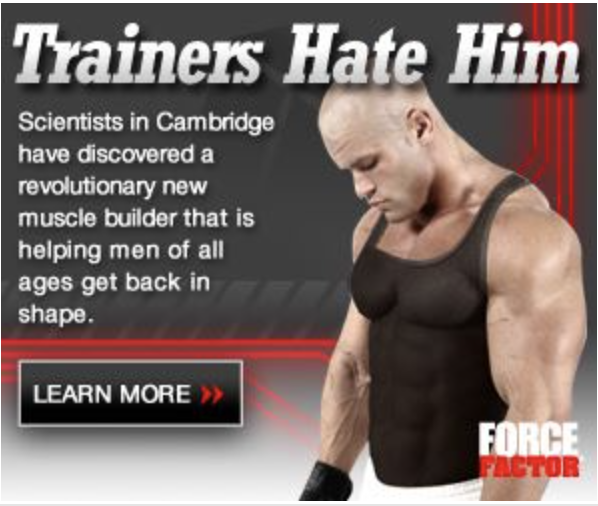 Trainers Hate Him
Scientists in Cambridge
have discovered a
revolutionary new
muscle builder that is
helping men of all
ages get back in
shape.
LEARN MORE »
FORCE
FACTOR